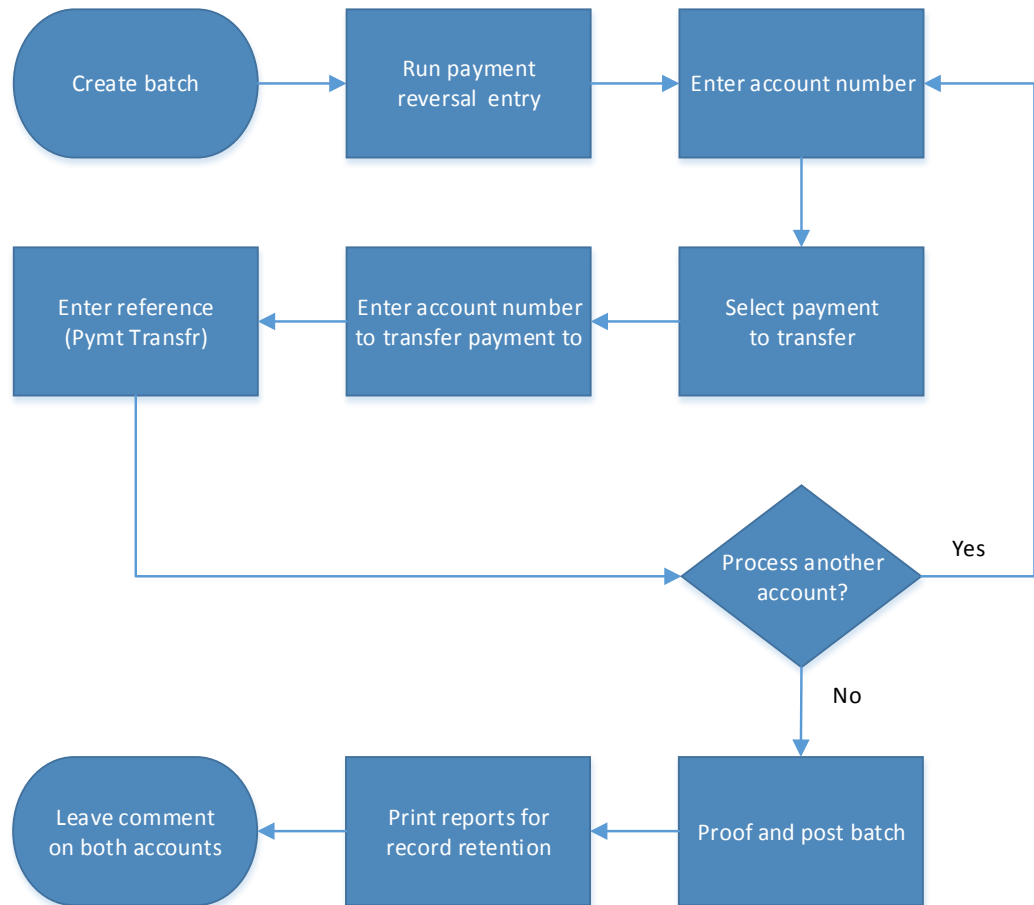 Create batch
Run payment
reversal entry
Enter account number
Enter reference
(Pymt Transfr)
Enter account number
to transfer payment to
Select payment
to transfer
Process another
account?
Yes
No
Leave comment
on both accounts
Print reports for
record retention
Proof and post batch